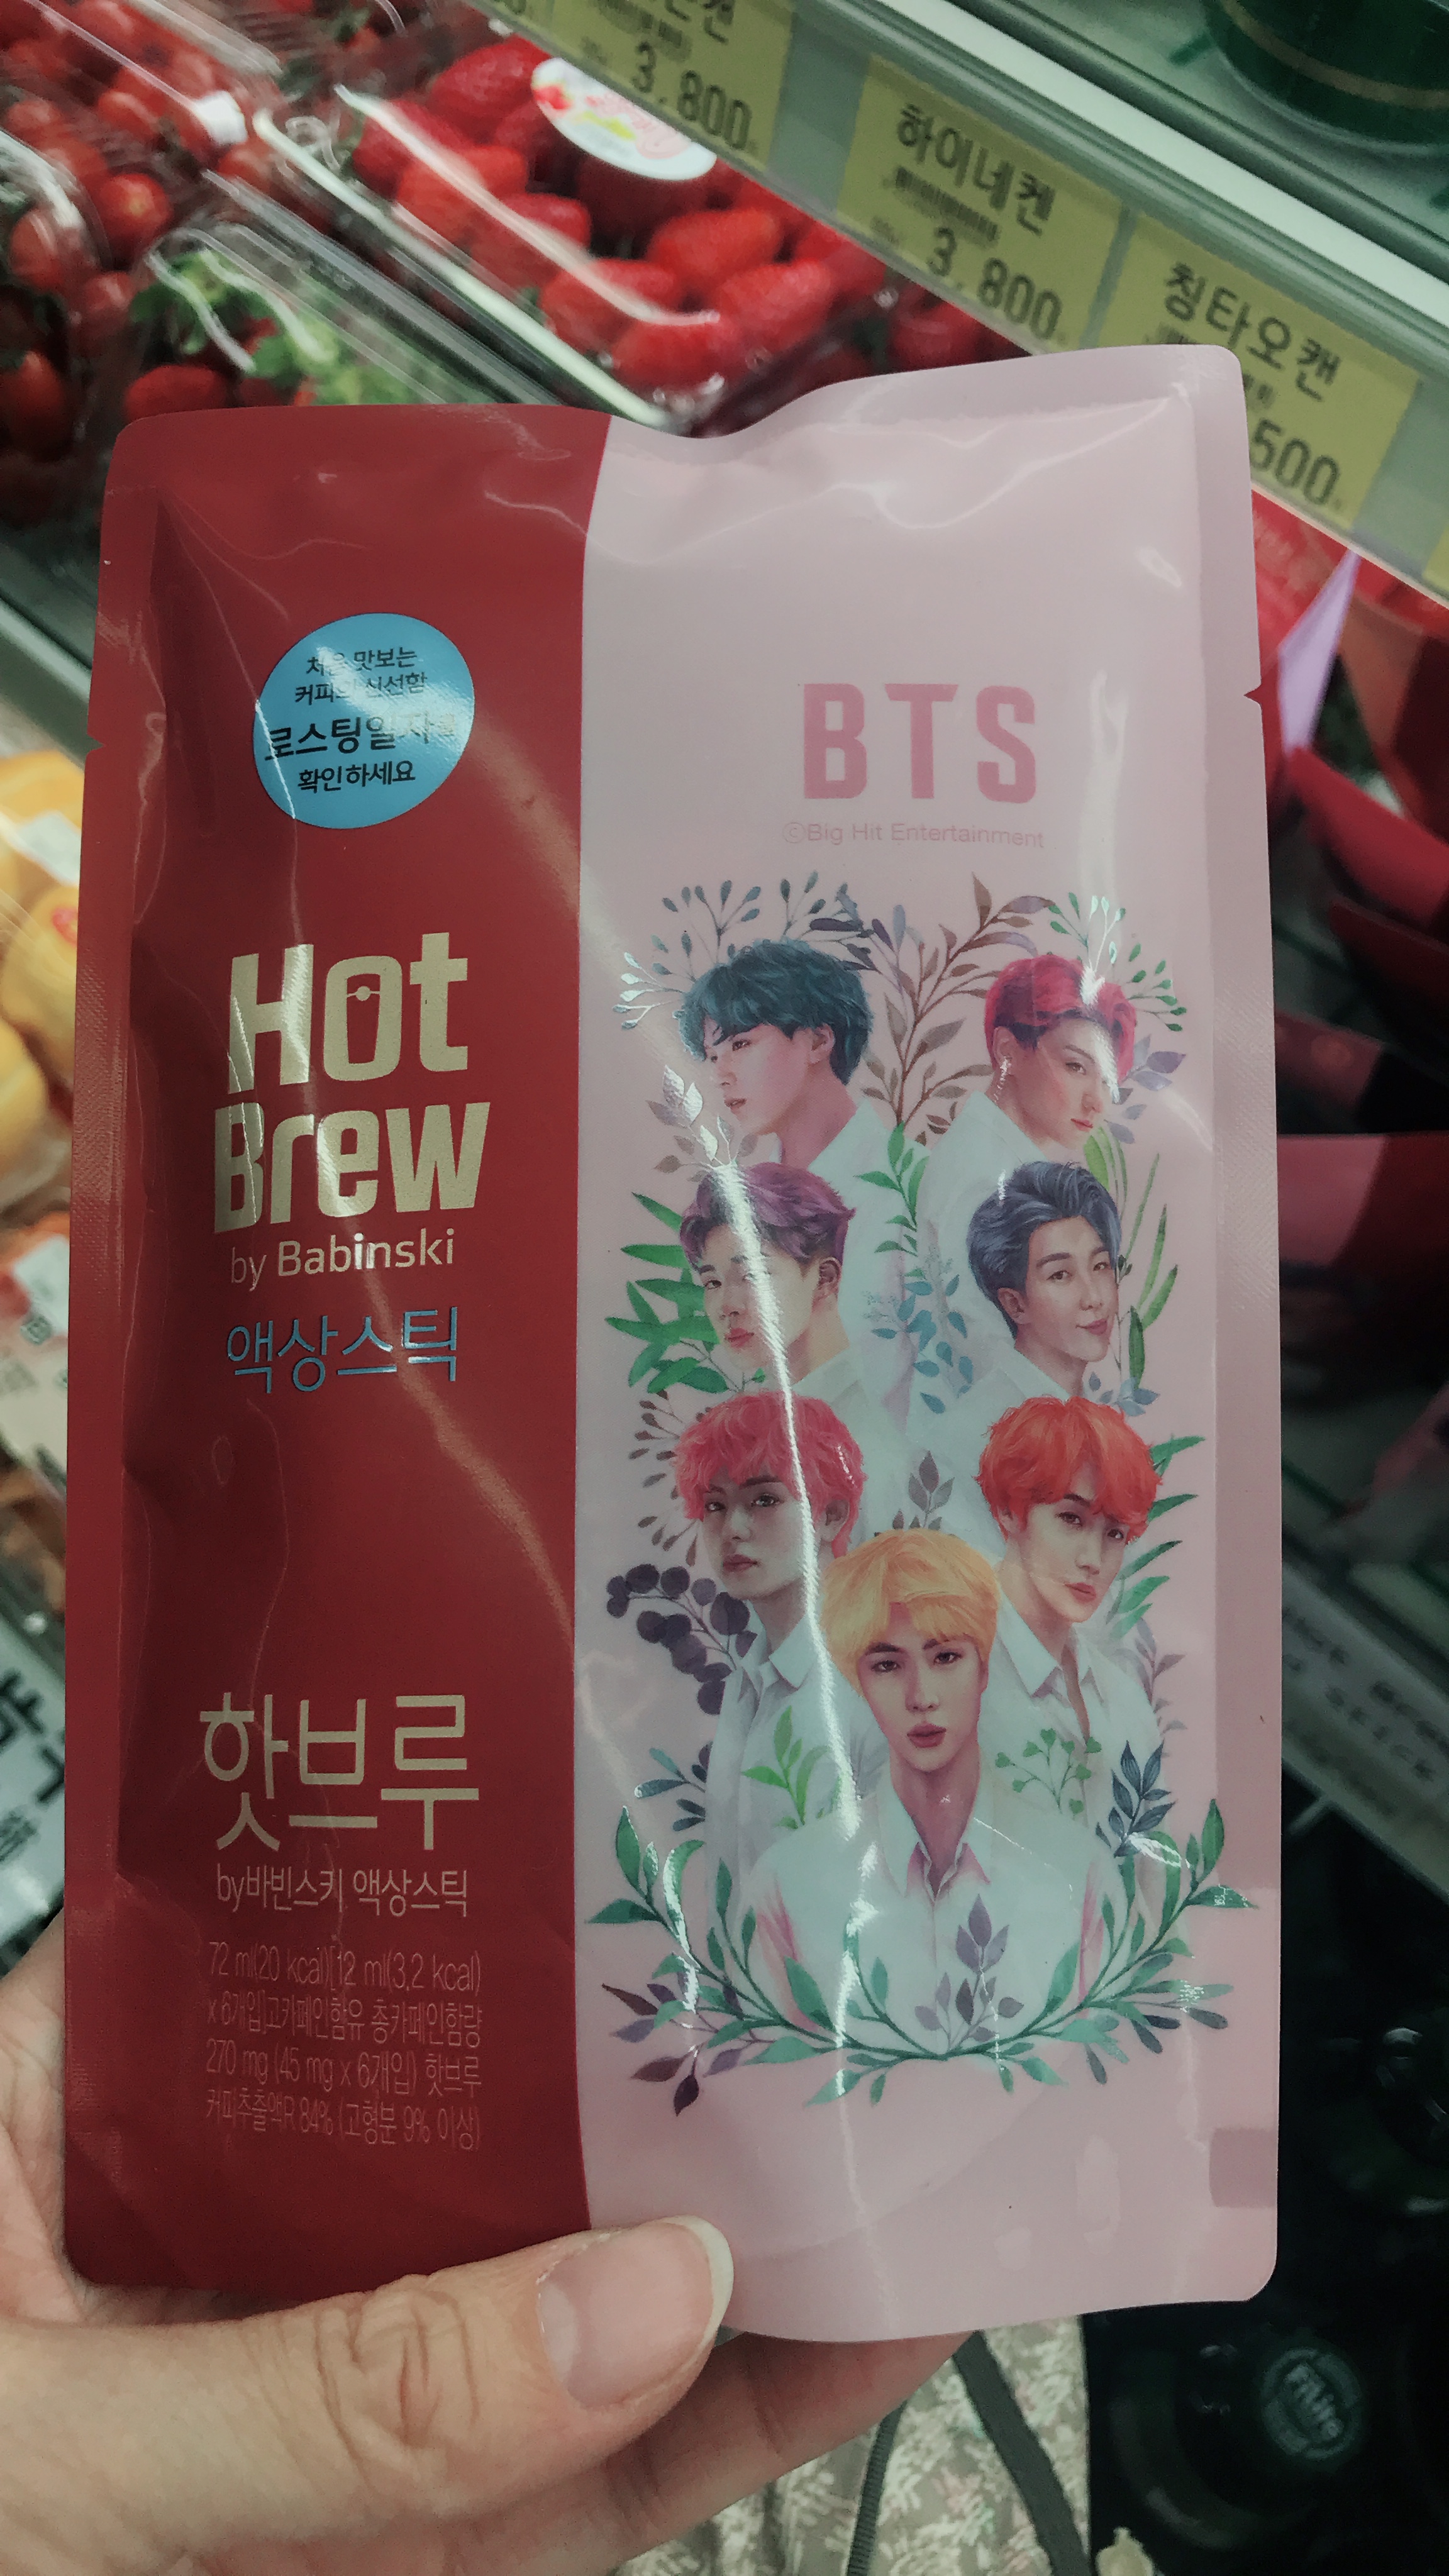 3,800
하이네켄
3,800
칭타오캔
500
처음 맛보는
커피의 신선함
로스팅일자를
확인하세요
BTS
©Big Hit Entertainment
Hot
Brew
by Babinski
액상스틱
핫브루
by바빈스키 액상스틱
72 ml(20 kcal)[12 ml(3.2 kcal)
x 6개입]고카페인함유 총카페인함량
270 mg (45 mg x 6개입) 핫브루
커피추출액R 84% (고형분 9% 이상)